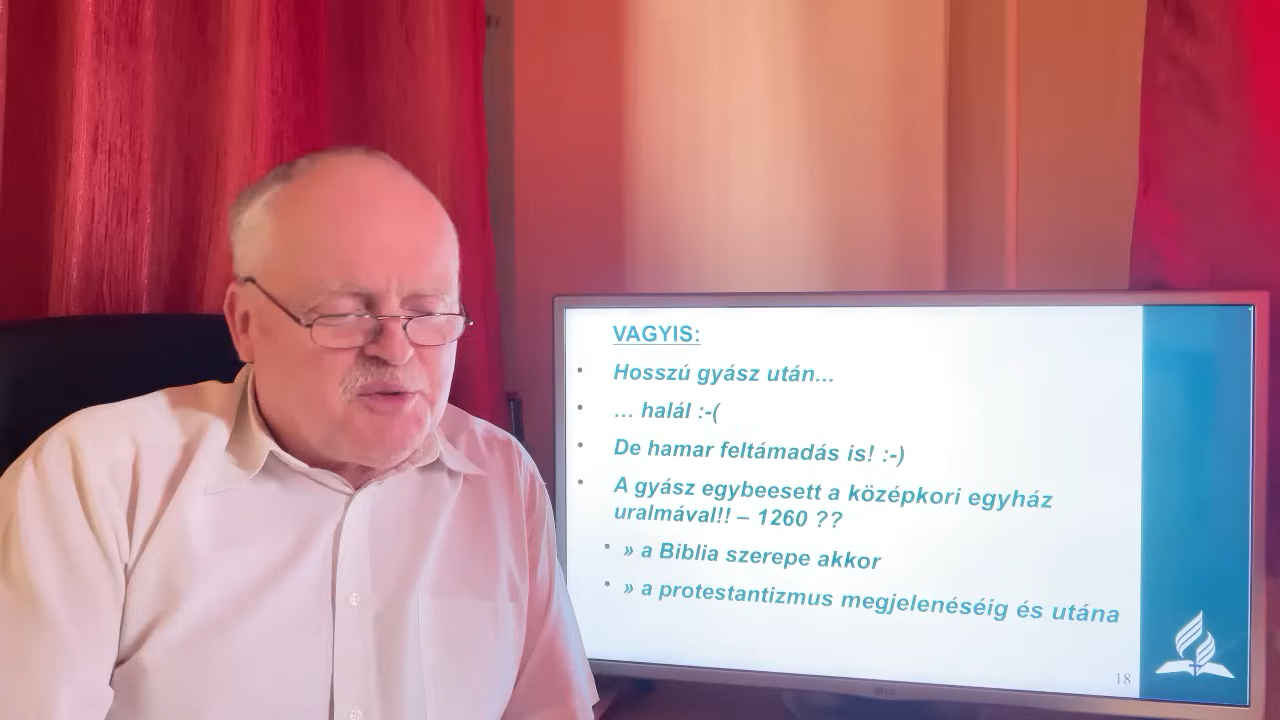 VAGYIS:
• Hosszú gyász után...
• ... halál :-(
• De hamar feltámadás is! :-)
• A gyász egybeesett a középkori egyház
uralmával!! – 1260 ??
• » a Biblia szerepe akkor
• » a protestantizmus megjelenéséig és utána
18
LG